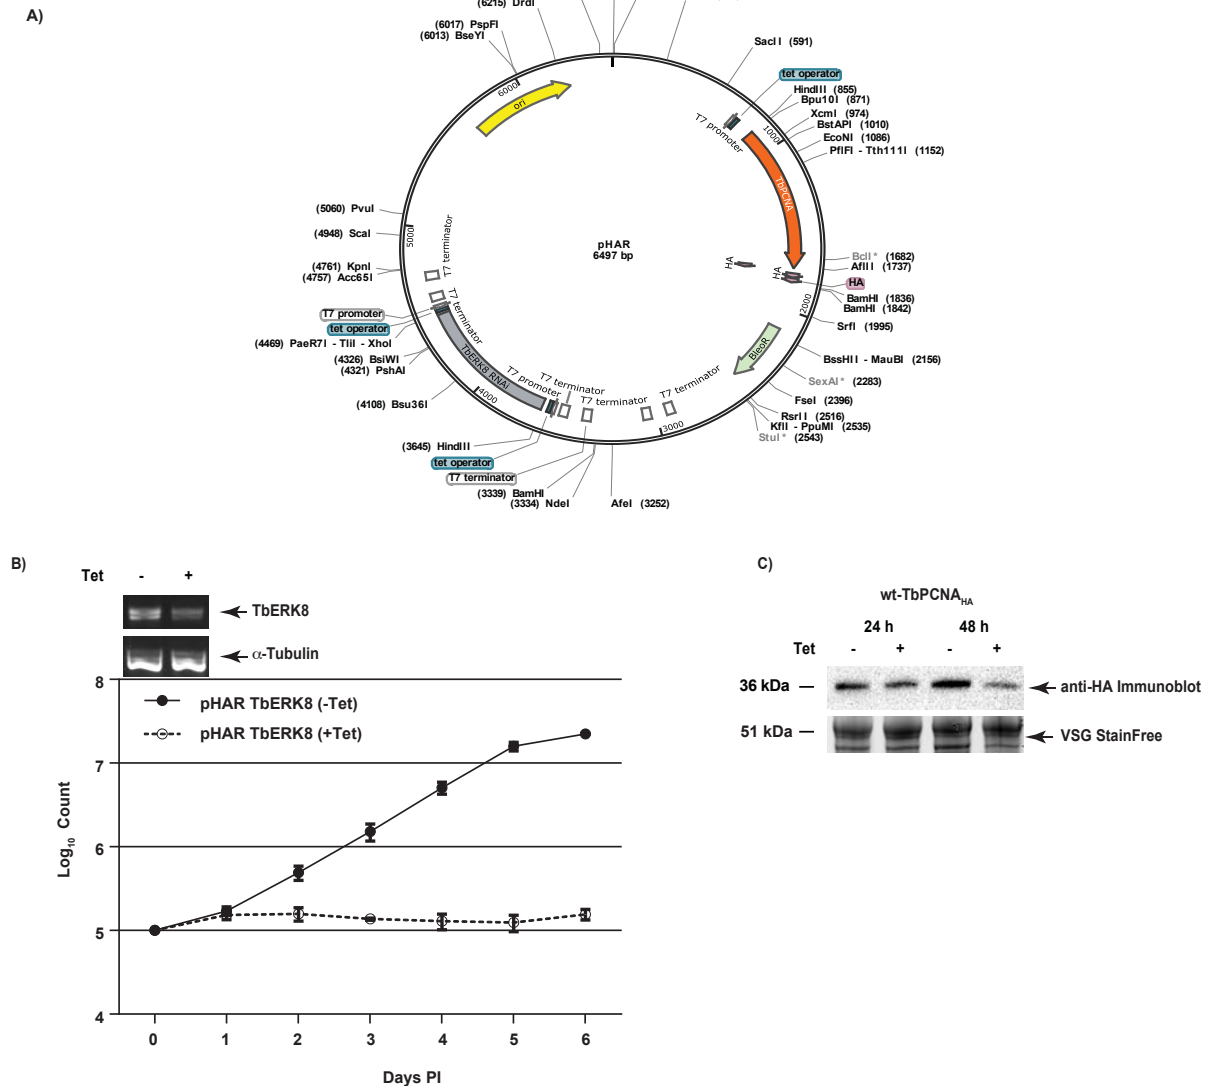 A)
(6215) DrdI
(6017) PspFI
(6013) BseYI
SacII (591)
tet operator
HindIII (855)
Bpu10I (871)
XcmI (974)
BstAPI (1010)
EcoNI (1086)
PflFI - Tth111I (1152)
6000
ori
T7 promoter
1000
TbPCNA
(5060) PvuI
(4948) ScaI
5000
T7 terminator
pHAR
6497 bp
HA
HA
BclI* (1682)
AflII (1737)
HA
(4761) KpnI
(4757) Acc65I
BamHI (1836)
BamHI (1842)
2000
SrfI (1995)
T7 promoter
tet operator
T7 terminator
(4469) PaeR7I - TliI - XhoI
(4326) BsiWI
(4321) PshAI
TbERK8 RNAi
BleoR
BssHII - MauBI (2156)
SexAI* (2283)
FseI (2396)
RsrII (2516)
KflI - PpuMI (2535)
StuI* (2543)
(4108) Bsu36I
4000
T7 promoter
T7 terminator
T7 terminator
T7 terminator
3000
(3645) HindIII
tet operator
T7 terminator
(3339) BamHI
(3334) NdeI
AfeI (3252)
B)
Tet - +
TbERK8
α-Tubulin
8
pHAR TbERK8 (-Tet)
pHAR TbERK8 (+Tet)
7
6
5
4
Log10 Count
0 1 2 3 4 5 6
Days PI
C)
wt-TbPCNAHA
24 h 48 h
Tet - + - +
36 kDa
anti-HA Immunoblot
51 kDa
VSG StainFree